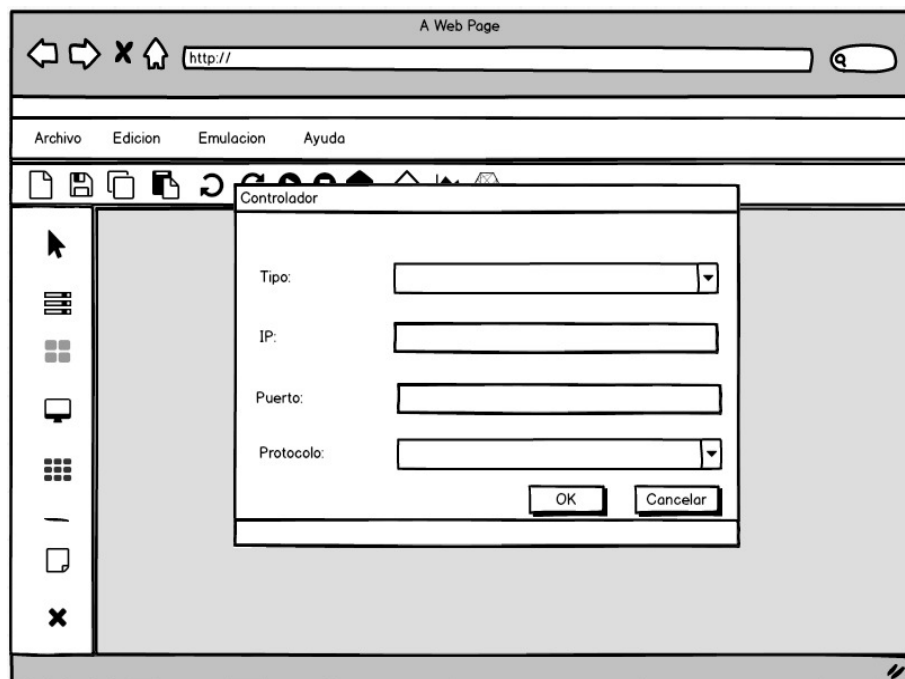 A Web Page
http://
Archivo Edicion Emulacion Ayuda
Controlador
Tipo:
IP:
Puerto:
Protocolo:
OK Cancelar